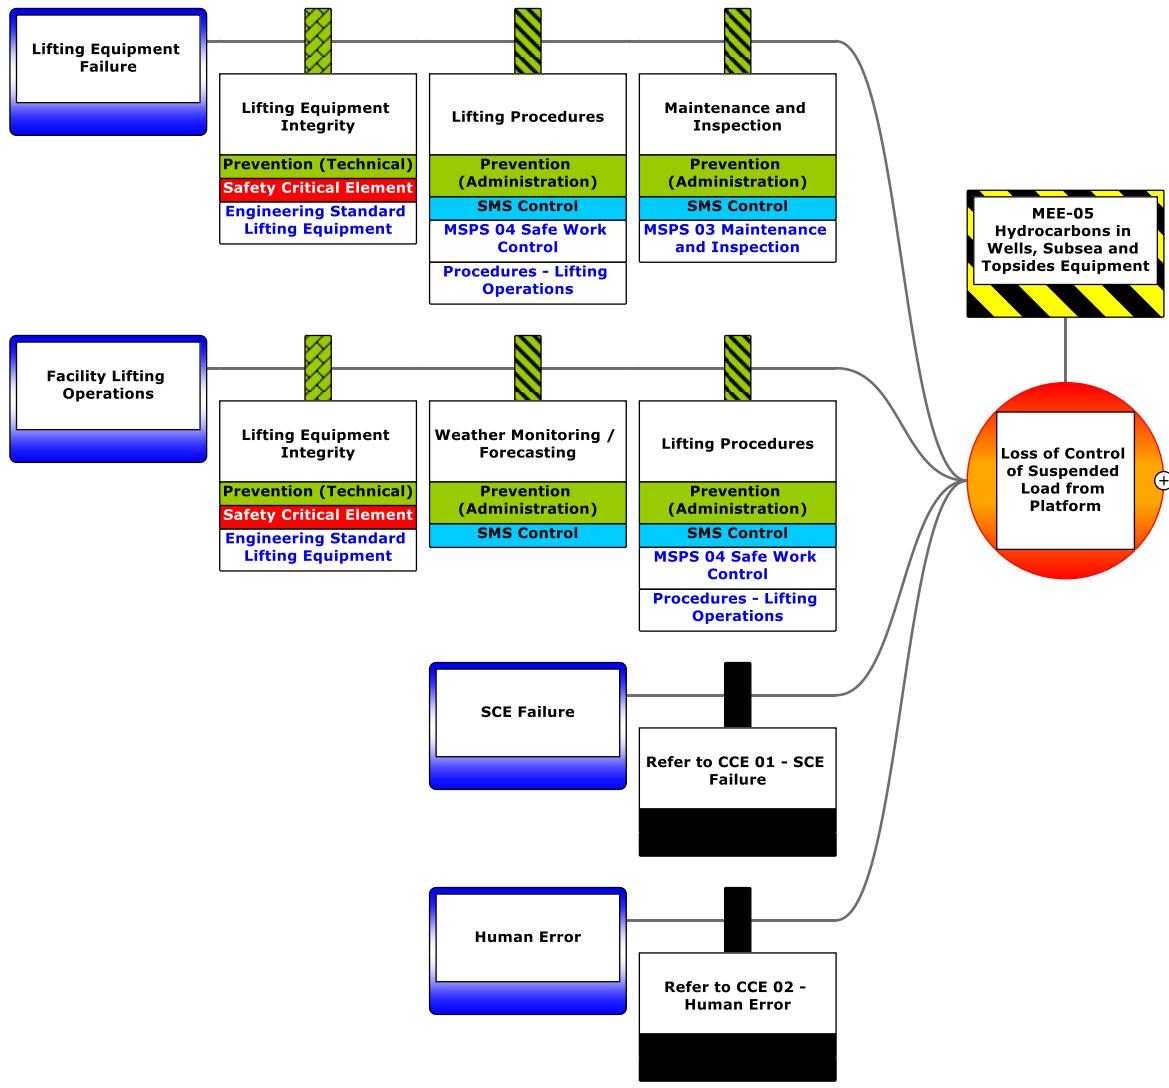 Lifting Equipment
Failure
Lifting Equipment
Integrity
Prevention (Technical)
Safety Critical Element
Engineering Standard
Lifting Equipment
Lifting Procedures
Prevention
(Administration)
SMS Control
MSPS 04 Safe Work
Control
Procedures - Lifting
Operations
Maintenance and
Inspection
Prevention
(Administration)
SMS Control
MSPS 03 Maintenance
and Inspection
MEE-05
Hydrocarbons in
Wells, Subsea and
Topsides Equipment
Facility Lifting
Operations
Lifting Equipment
Integrity
Prevention (Technical)
Safety Critical Element
Engineering Standard
Lifting Equipment
Weather Monitoring /
Forecasting
Prevention
(Administration)
SMS Control
Lifting Procedures
Prevention
(Administration)
SMS Control
MSPS 04 Safe Work
Control
Procedures - Lifting
Operations
Loss of Control
of Suspended
Load from
Platform
SCE Failure
Refer to CCE 01 - SCE
Failure
Human Error
Refer to CCE 02 -
Human Error